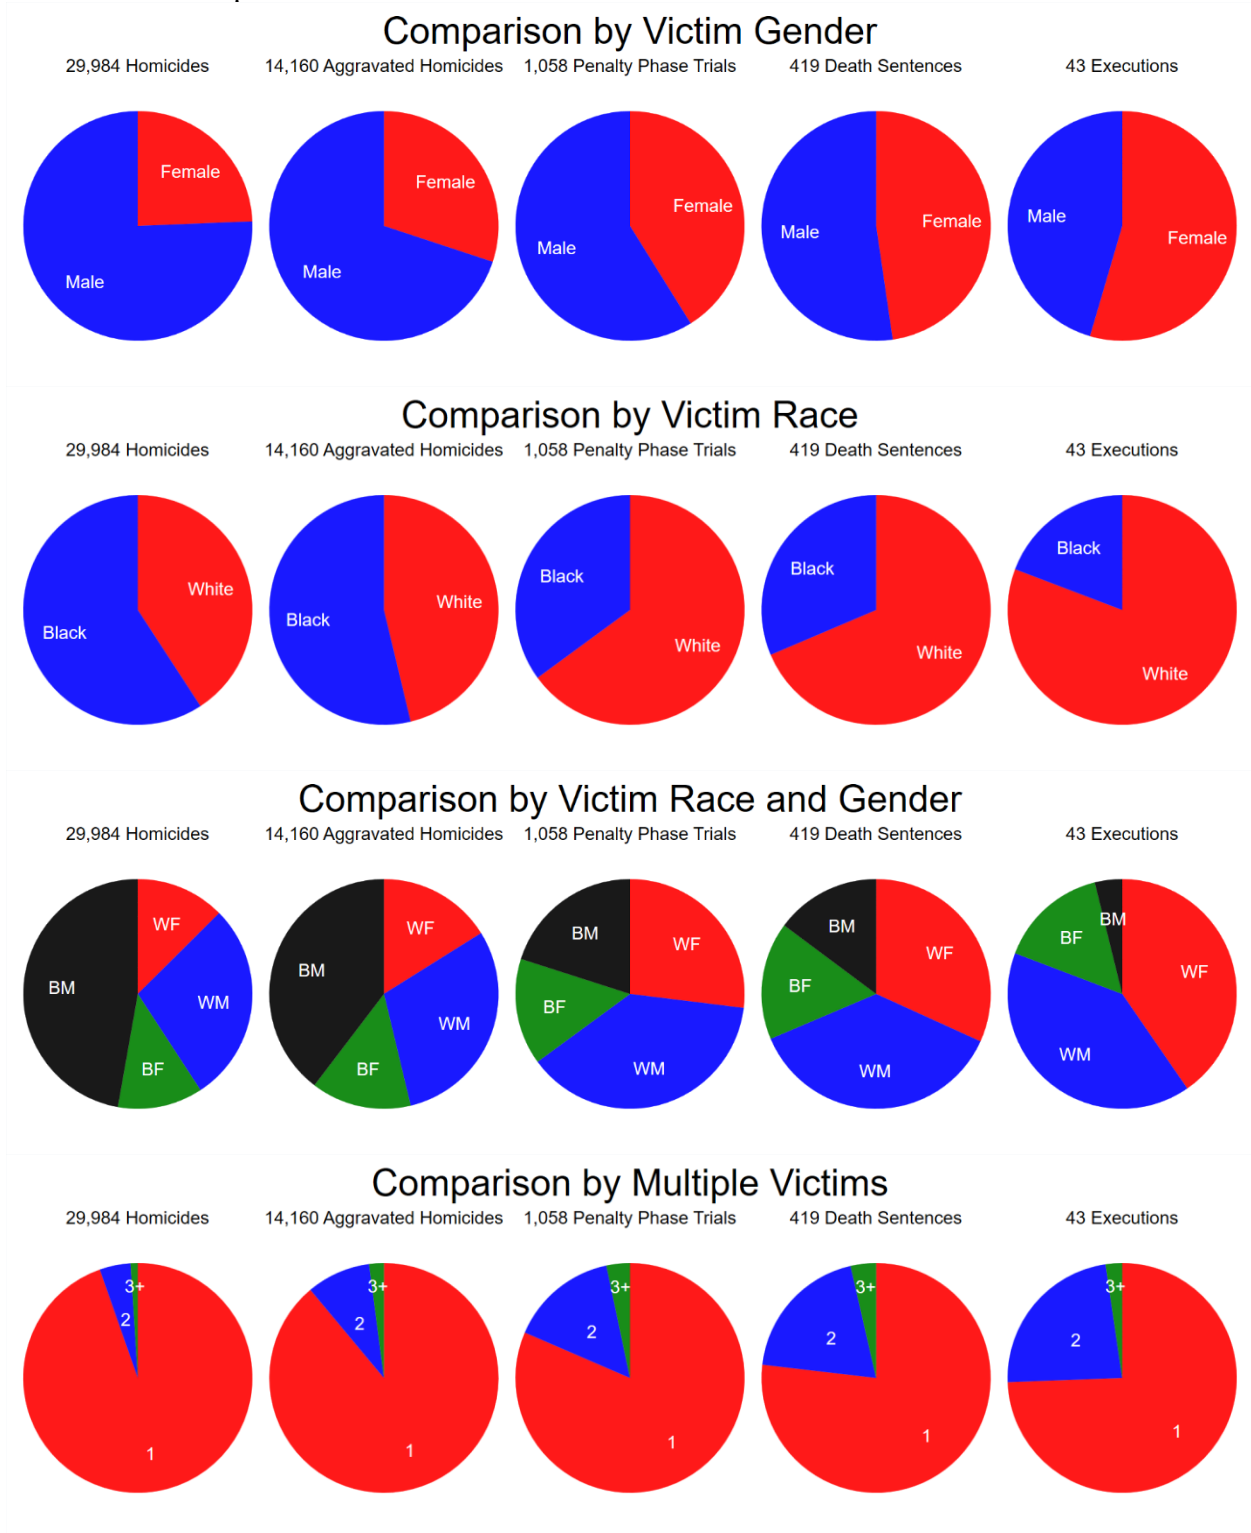 Comparison by Victim Gender
29,984 Homicides
14,160 Aggravated Homicides
1,058 Penalty Phase Trials
419 Death Sentences
43 Executions
Female
Male
Female
Male
Female
Male
Female
Male
Female
Male
Comparison by Victim Race
29,984 Homicides
14,160 Aggravated Homicides
1,058 Penalty Phase Trials
419 Death Sentences
43 Executions
White
Black
White
Black
Black
White
Black
White
Black
White
Comparison by Victim Race and Gender
29,984 Homicides
14,160 Aggravated Homicides
1,058 Penalty Phase Trials
419 Death Sentences
43 Executions
WF
BM
WM
BF
WF
BM
WM
BF
BM
WF
BF
WM
BM
WF
BF
WM
BM
BF
WF
WM
Comparison by Multiple Victims
29,984 Homicides
14,160 Aggravated Homicides
1,058 Penalty Phase Trials
419 Death Sentences
43 Executions
3+
2
1
3+
2
1
3+
2
1
3+
2
1
3+
2
1